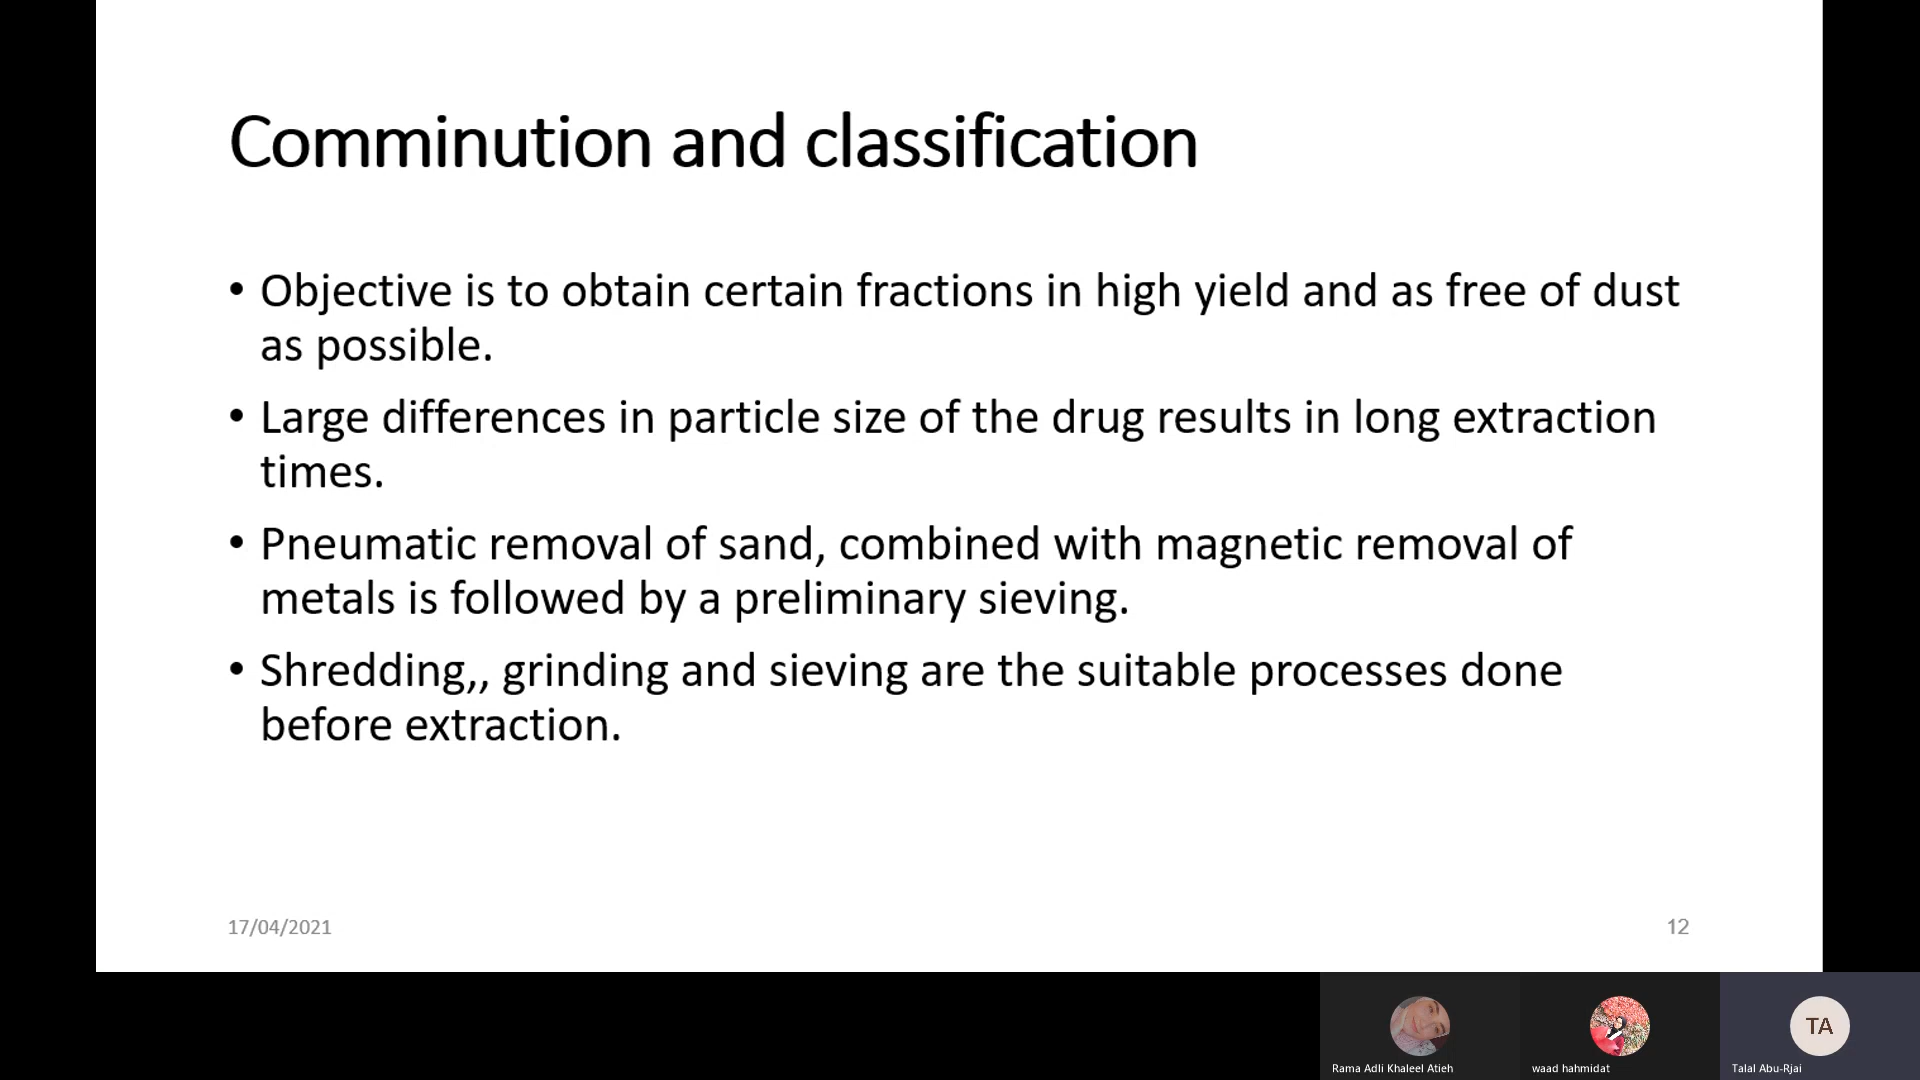 Comminution and classification
• Objective is to obtain certain fractions in high yield and as free of dust
as possible.
• Large differences in particle size of the drug results in long extraction
times.
• Pneumatic removal of sand, combined with magnetic removal of
metals is followed by a preliminary sieving.
• Shredding,, grinding and sieving are the suitable processes done
before extraction.
17/04/2021
12
TA
Rama Adli Khaleel Atieh
waad hahmidat
Talal Abu-Rjai